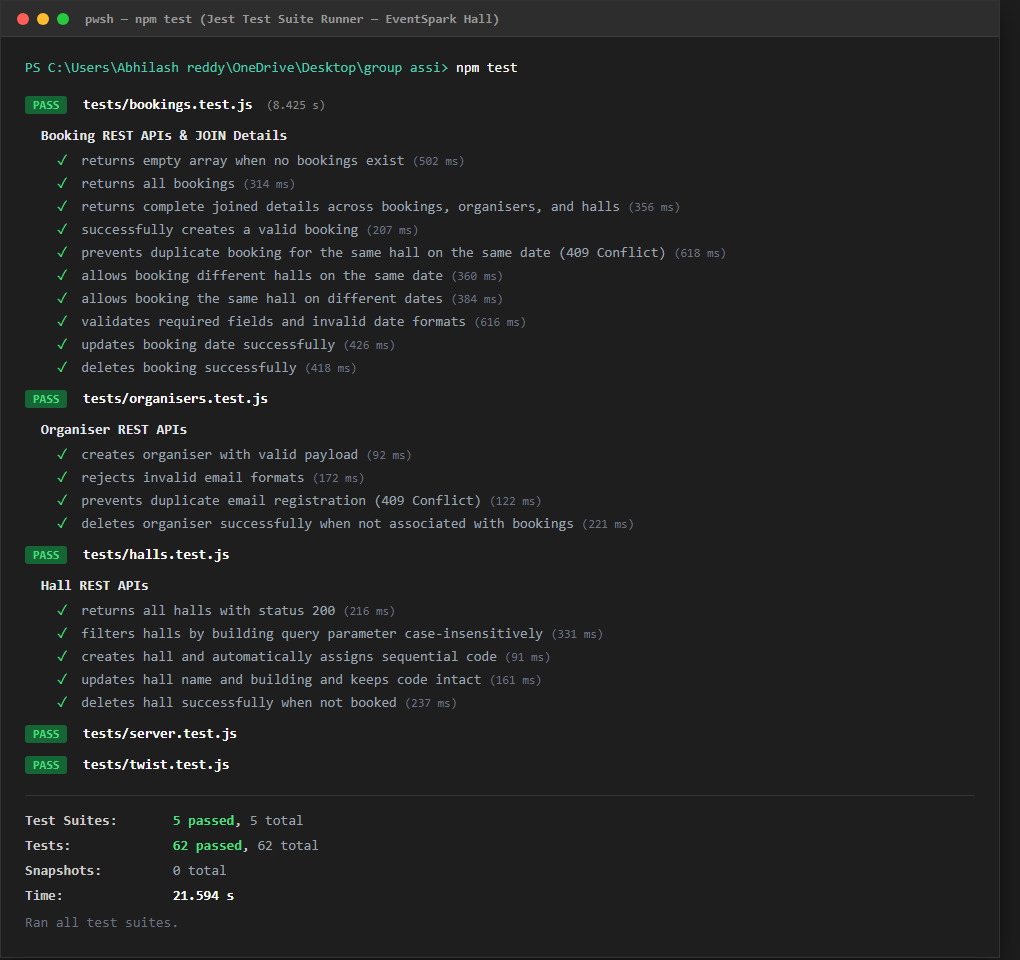 pwsh — npm test (Jest Test Suite Runner — EventSpark Hall)
PS C:\Users\Abhilash reddy\OneDrive\Desktop\group assi> npm test
PASS tests/bookings.test.js (8.425 s)
Booking REST APIs & JOIN Details
✓ returns empty array when no bookings exist (502 ms)
✓ returns all bookings (314 ms)
✓ returns complete joined details across bookings, organisers, and halls (356 ms)
✓ successfully creates a valid booking (207 ms)
✓ prevents duplicate booking for the same hall on the same date (409 Conflict) (618 ms)
✓ allows booking different halls on the same date (360 ms)
✓ allows booking the same hall on different dates (384 ms)
✓ validates required fields and invalid date formats (616 ms)
✓ updates booking date successfully (426 ms)
✓ deletes booking successfully (418 ms)
PASS tests/organisers.test.js
Organiser REST APIs
✓ creates organiser with valid payload (92 ms)
✓ rejects invalid email formats (172 ms)
✓ prevents duplicate email registration (409 Conflict) (122 ms)
✓ deletes organiser successfully when not associated with bookings (221 ms)
PASS tests/halls.test.js
Hall REST APIs
✓ returns all halls with status 200 (216 ms)
✓ filters halls by building query parameter case-insensitively (331 ms)
✓ creates hall and automatically assigns sequential code (91 ms)
✓ updates hall name and building and keeps code intact (161 ms)
✓ deletes hall successfully when not booked (237 ms)
PASS tests/server.test.js
PASS tests/twist.test.js
Test Suites: 5 passed, 5 total
Tests: 62 passed, 62 total
Snapshots: 0 total
Time: 21.594 s
Ran all test suites.